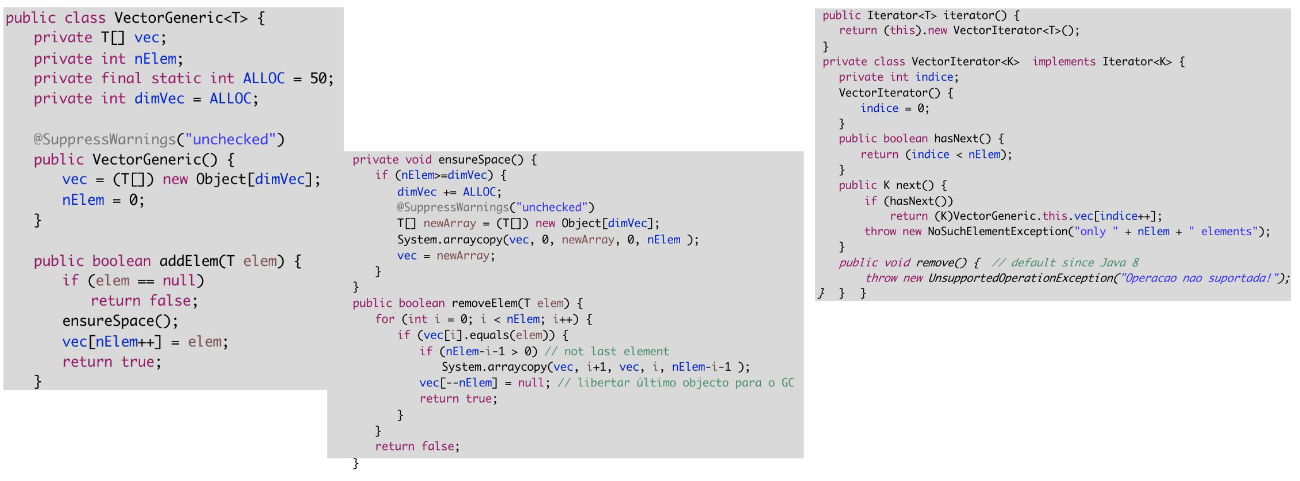 public class VectorGeneric<T> {
private T[] vec;
private int nElem;
private final static int ALLOC = 50;
private int dimVec = ALLOC;
@SuppressWarnings("unchecked")
public VectorGeneric() {
vec = (T[]) new Object[dimVec];
nElem = 0;
}
public boolean addElem(T elem) {
if (elem == null)
return false;
ensureSpace();
vec[nElem++] = elem;
return true;
}
private void ensureSpace() {
if (nElem>=dimVec) {
dimVec += ALLOC;
@SuppressWarnings("unchecked")
T[] newArray = (T[]) new Object[dimVec];
System.arraycopy(vec, 0, newArray, 0, nElem );
vec = newArray;
}
}
public boolean removeElem(T elem) {
for (int i = 0; i < nElem; i++) {
if (vec[i].equals(elem)) {
if (nElem-i-1 > 0) // not last element
System.arraycopy(vec, i+1, vec, i, nElem-i-1 );
vec[--nElem] = null; // libertar último objecto para o GC
return true;
}
}
return false;
}
public Iterator<T> iterator() {
return (this).new VectorIterator<T>();
}
private class VectorIterator<K> implements Iterator<K> {
private int indice;
VectorIterator() {
indice = 0;
}
public boolean hasNext() {
return (indice < nElem);
}
public K next() {
if (hasNext())
return (K)VectorGeneric.this.vec[indice++];
throw new NoSuchElementException("only " + nElem + " elements");
}
public void remove() { // default since Java 8
throw new UnsupportedOperationException("Operacao nao suportada!");
} } }